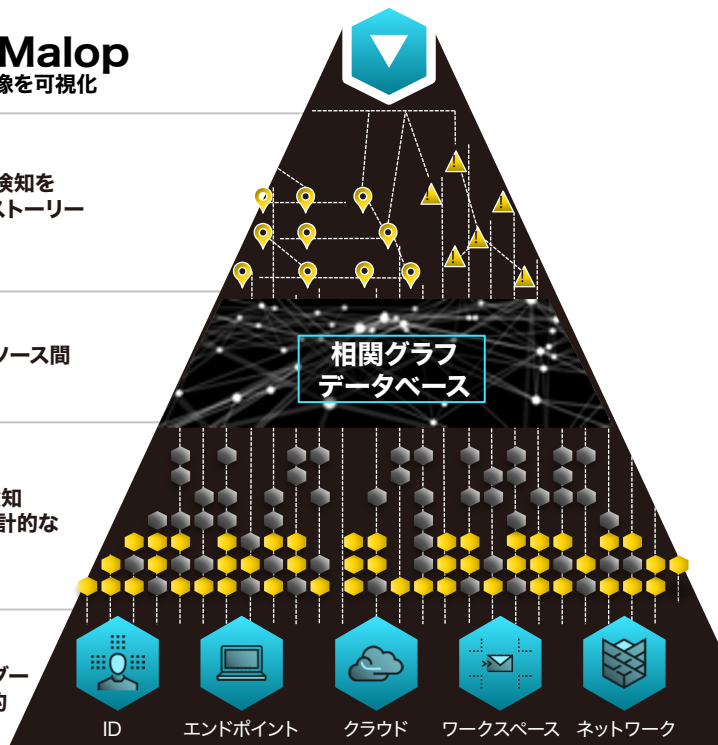 Malop
像を可視化
検知を
ストーリー
相関グラフ
データベース
ソース間
知
計的な
ダー
的
ID
エンドポイント
クラウド
ワークスペース
ネットワーク